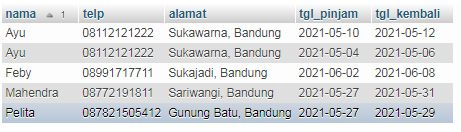 nama 1 telp alamat tgl_pinjam tgl_kembali
Ayu 08112121222 Sukawarna, Bandung 2021-05-10 2021-05-12
Ayu 08112121222 Sukawarna, Bandung 2021-05-04 2021-05-06
Feby 08991717711 Sukajadi, Bandung 2021-06-02 2021-06-08
Mahendra 08772191811 Sariwangi, Bandung 2021-05-27 2021-05-31
Pelita 087821505412 Gunung Batu, Bandung 2021-05-27 2021-05-29